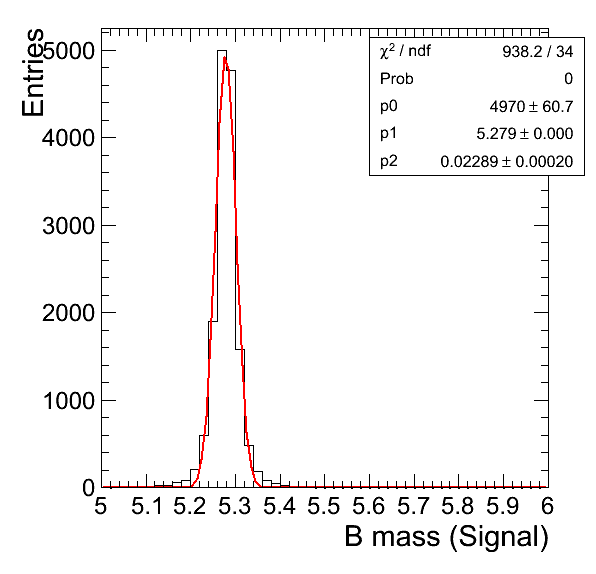 Entries
5000
4000
3000
2000
1000
0
χ² / ndf 938.2 / 34
Prob 0
p0 4970 ± 60.7
p1 5.279 ± 0.000
p2 0.02289 ± 0.00020
5 5.1 5.2 5.3 5.4 5.5 5.6 5.7 5.8 5.9 6
B mass (Signal)